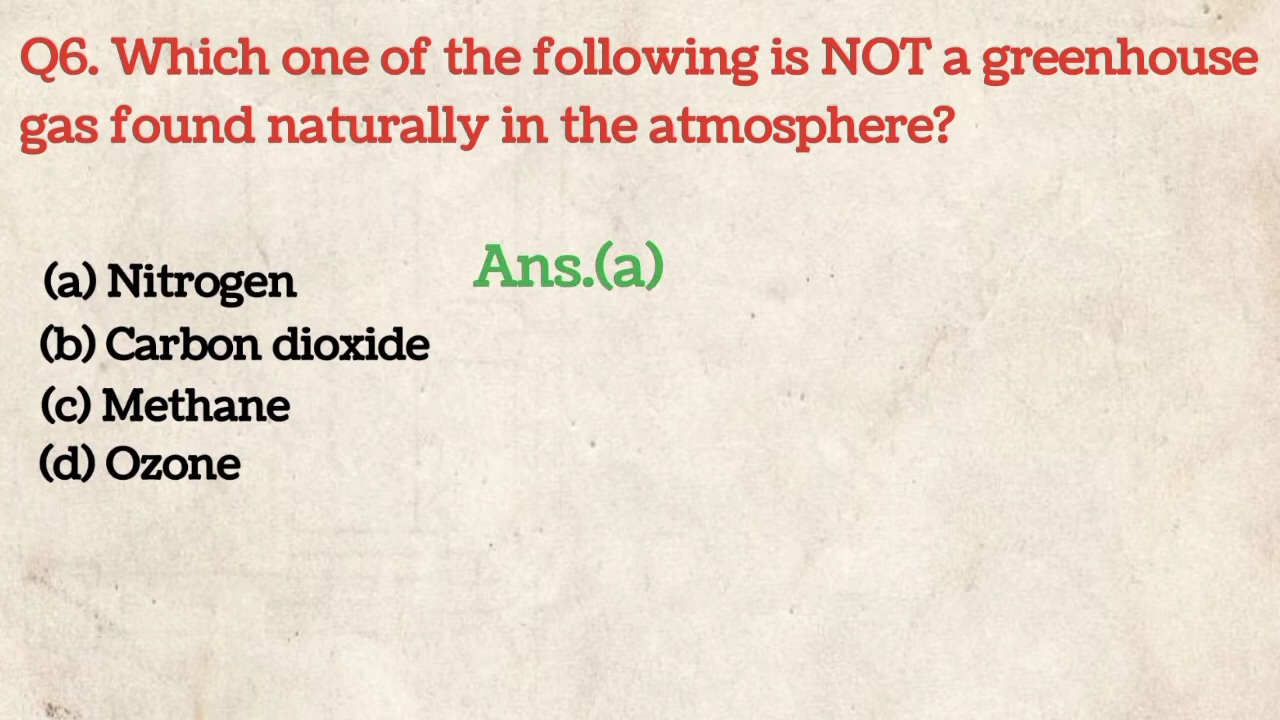 Q6. Which one of the following is NOT a greenhouse
gas found naturally in the atmosphere?
(a) Nitrogen
Ans.(a)
(b) Carbon dioxide
(c) Methane
(d) Ozone